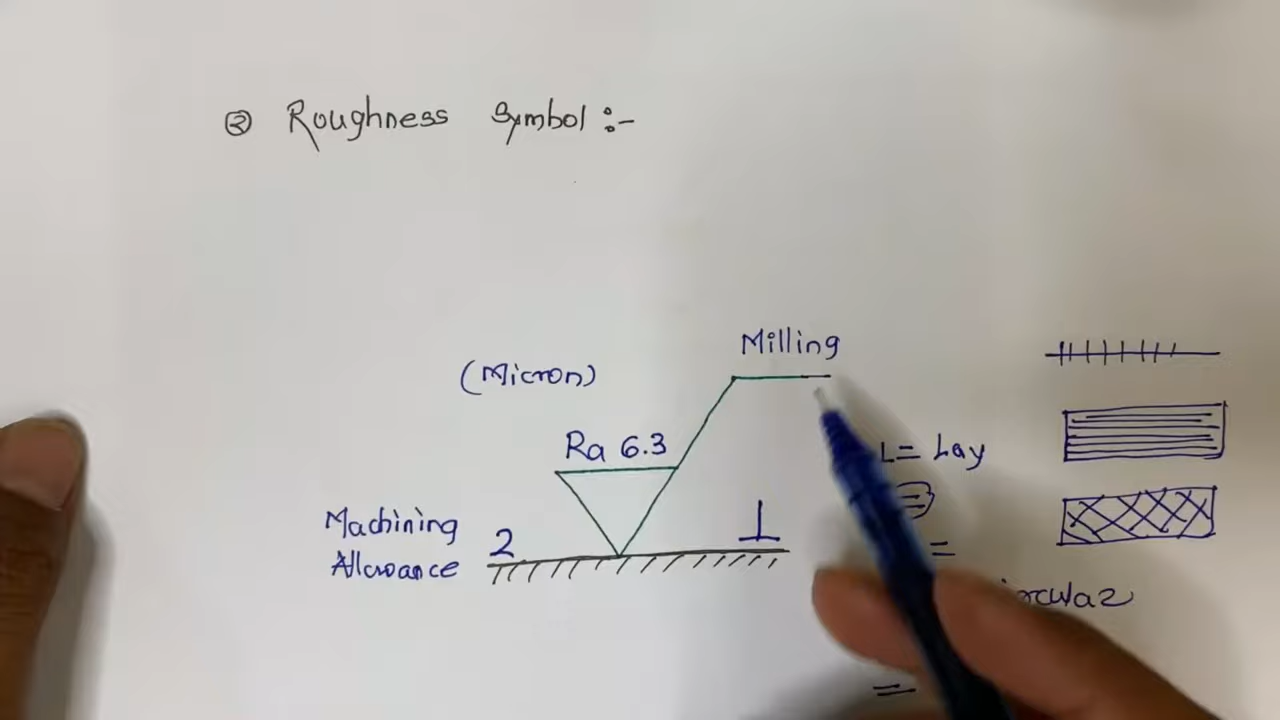 ② Roughness Symbol :-
Milling
(Micron)
Ra 6.3
L= Lay
Machining
Allowance
2
⊥
=
=